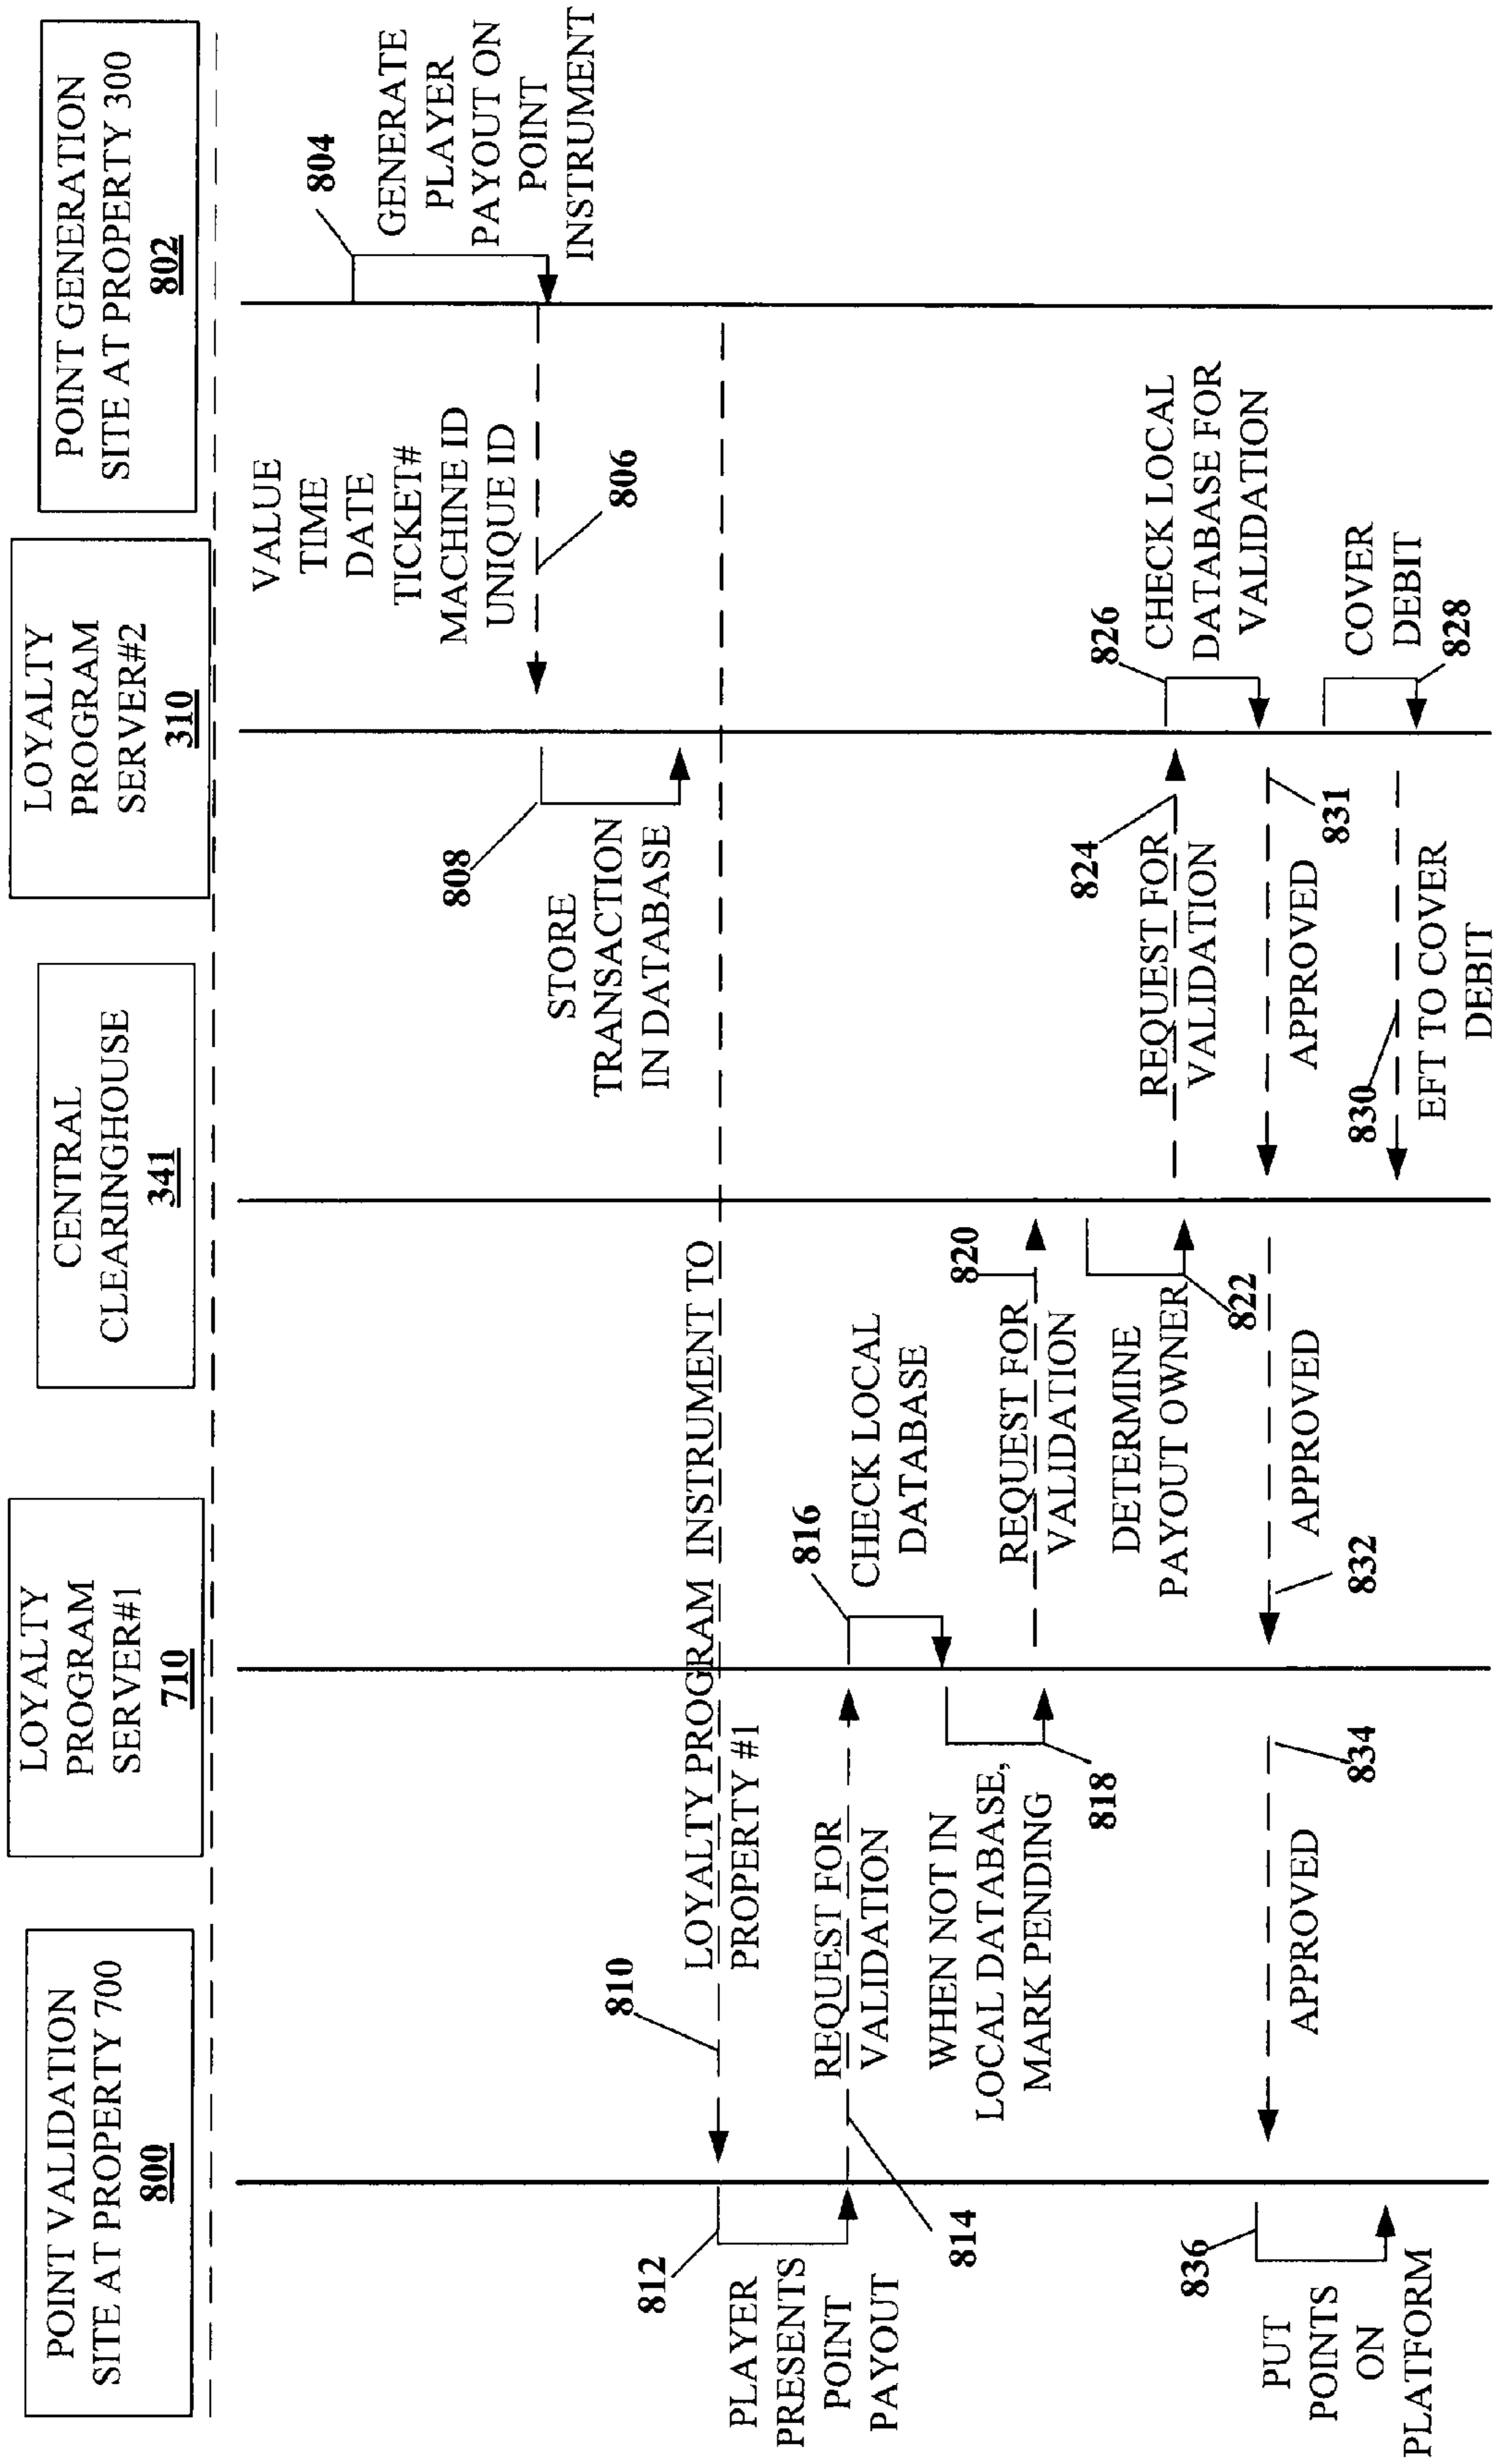 POINT VALIDATION
SITE AT PROPERTY 700
800
LOYALTY
PROGRAM
SERVER#1
710
CENTRAL
CLEARINGHOUSE
341
LOYALTY
PROGRAM
SERVER#2
310
POINT GENERATION
SITE AT PROPERTY 300
802
804
GENERATE
PLAYER
PAYOUT ON
POINT
INSTRUMENT
VALUE
TIME
DATE
TICKET#
MACHINE ID
UNIQUE ID
806
808
STORE
TRANSACTION
IN DATABASE
810
LOYALTY PROGRAM INSTRUMENT TO
PROPERTY #1
812
PLAYER
PRESENTS
POINT
PAYOUT
814
REQUEST FOR
VALIDATION
816
CHECK LOCAL
DATABASE
WHEN NOT IN
LOCAL DATABASE,
MARK PENDING
818
820
REQUEST FOR
VALIDATION
DETERMINE
PAYOUT OWNER
822
824
REQUEST FOR
VALIDATION
826
CHECK LOCAL
DATABASE FOR
VALIDATION
831
APPROVED
COVER
DEBIT
828
830
EFT TO COVER
DEBIT
APPROVED
832
834
APPROVED
836
PUT
POINTS
ON
PLATFORM